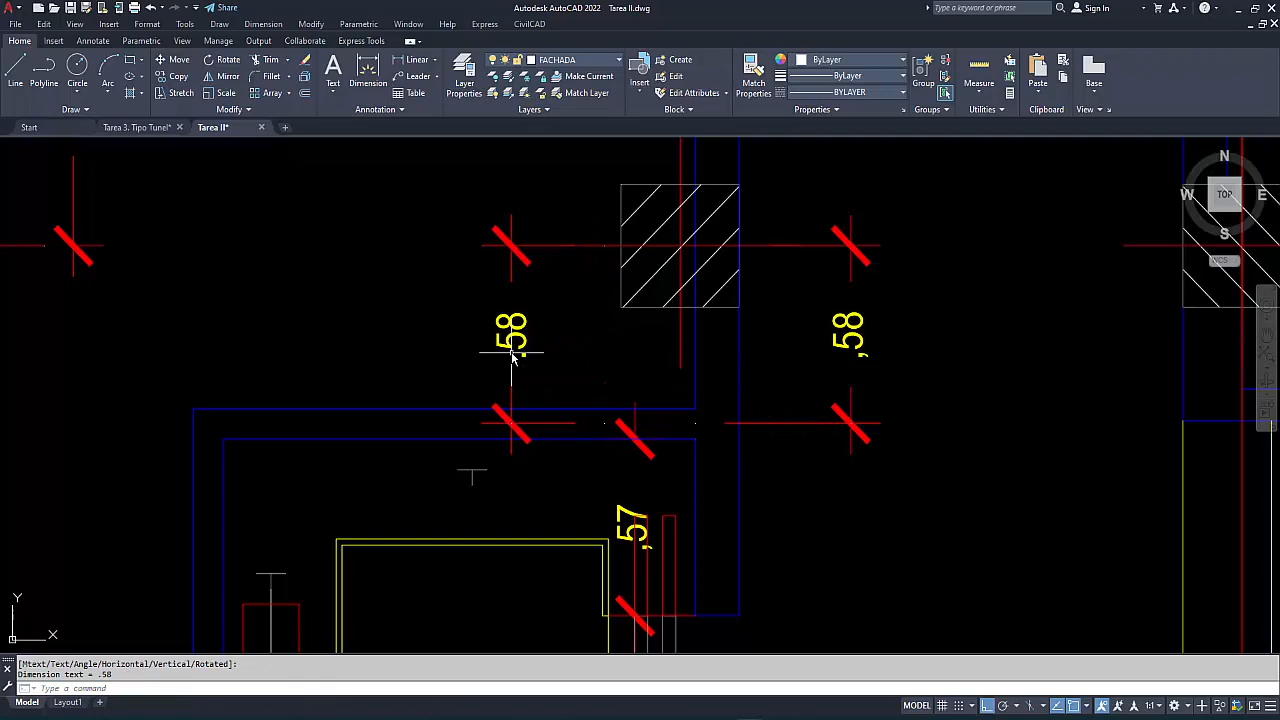 Share
Autodesk AutoCAD 2022 Tarea II.dwg
Type a keyword or phrase
Sign In
File Edit View Insert Format Tools Draw Dimension Modify Parametric Window Help Express CivilCAD
Home Insert Annotate Parametric View Manage Output Collaborate Express Tools
Line Polyline Circle Arc
Move Rotate Trim
Copy Mirror Fillet
Stretch Scale Array
Text Dimension
Linear
Leader
Table
Layer Properties
FACHADA
Make Current
Match Layer
Insert
Create
Edit
Edit Attributes
Match Properties
ByLayer
ByLayer
BYLAYER
Group
Measure
Paste
Base
Draw Modify Annotation Layers Block Properties Groups Utilities Clipboard View
Start Tarea 3. Tipo Tunel* Tarea II*
N
W TOP E
S
WCS
,58
,58
,57
Y
X
[Mtext/Text/Angle/Horizontal/Vertical/Rotated]:
Dimension text = .58
Type a command
Model Layout1
MODEL
1:1